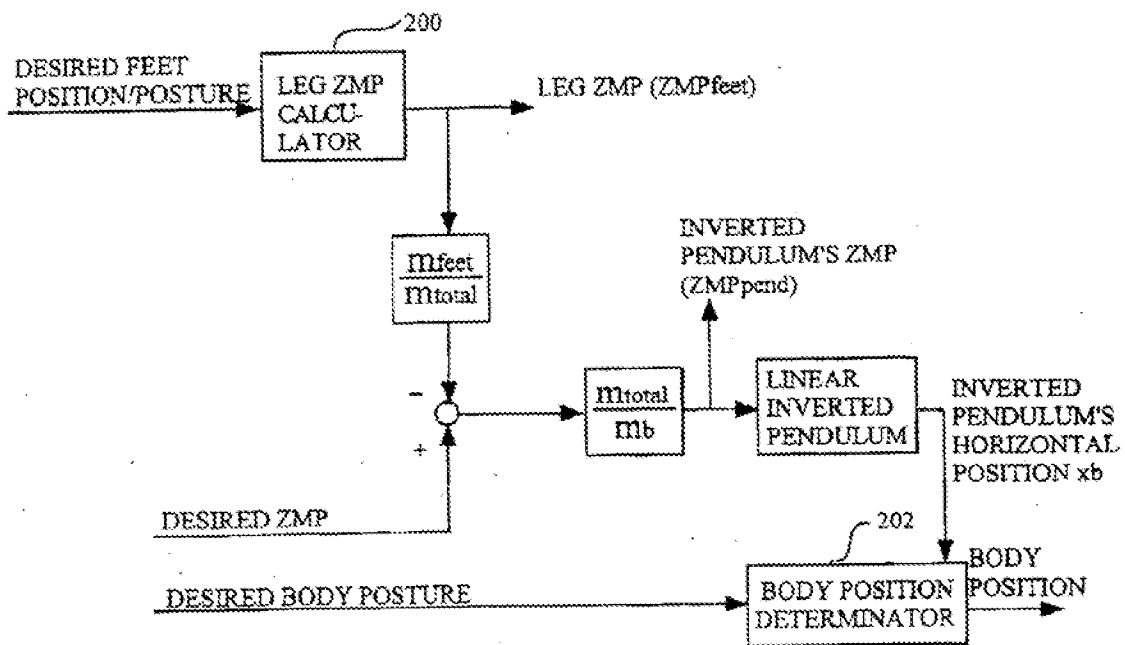 200
DESIRED FEET
POSITION/POSTURE
LEG ZMP
CALCU-
LATOR
LEG ZMP (ZMPfeet)
mfeet
mtotal
INVERTED
PENDULUM'S ZMP
(ZMPpend)
-
+
mtotal
mb
LINEAR
INVERTED
PENDULUM
INVERTED
PENDULUM'S
HORIZONTAL
POSITION xb
DESIRED ZMP
202
DESIRED BODY POSTURE
BODY POSITION
DETERMINATOR
BODY
POSITION